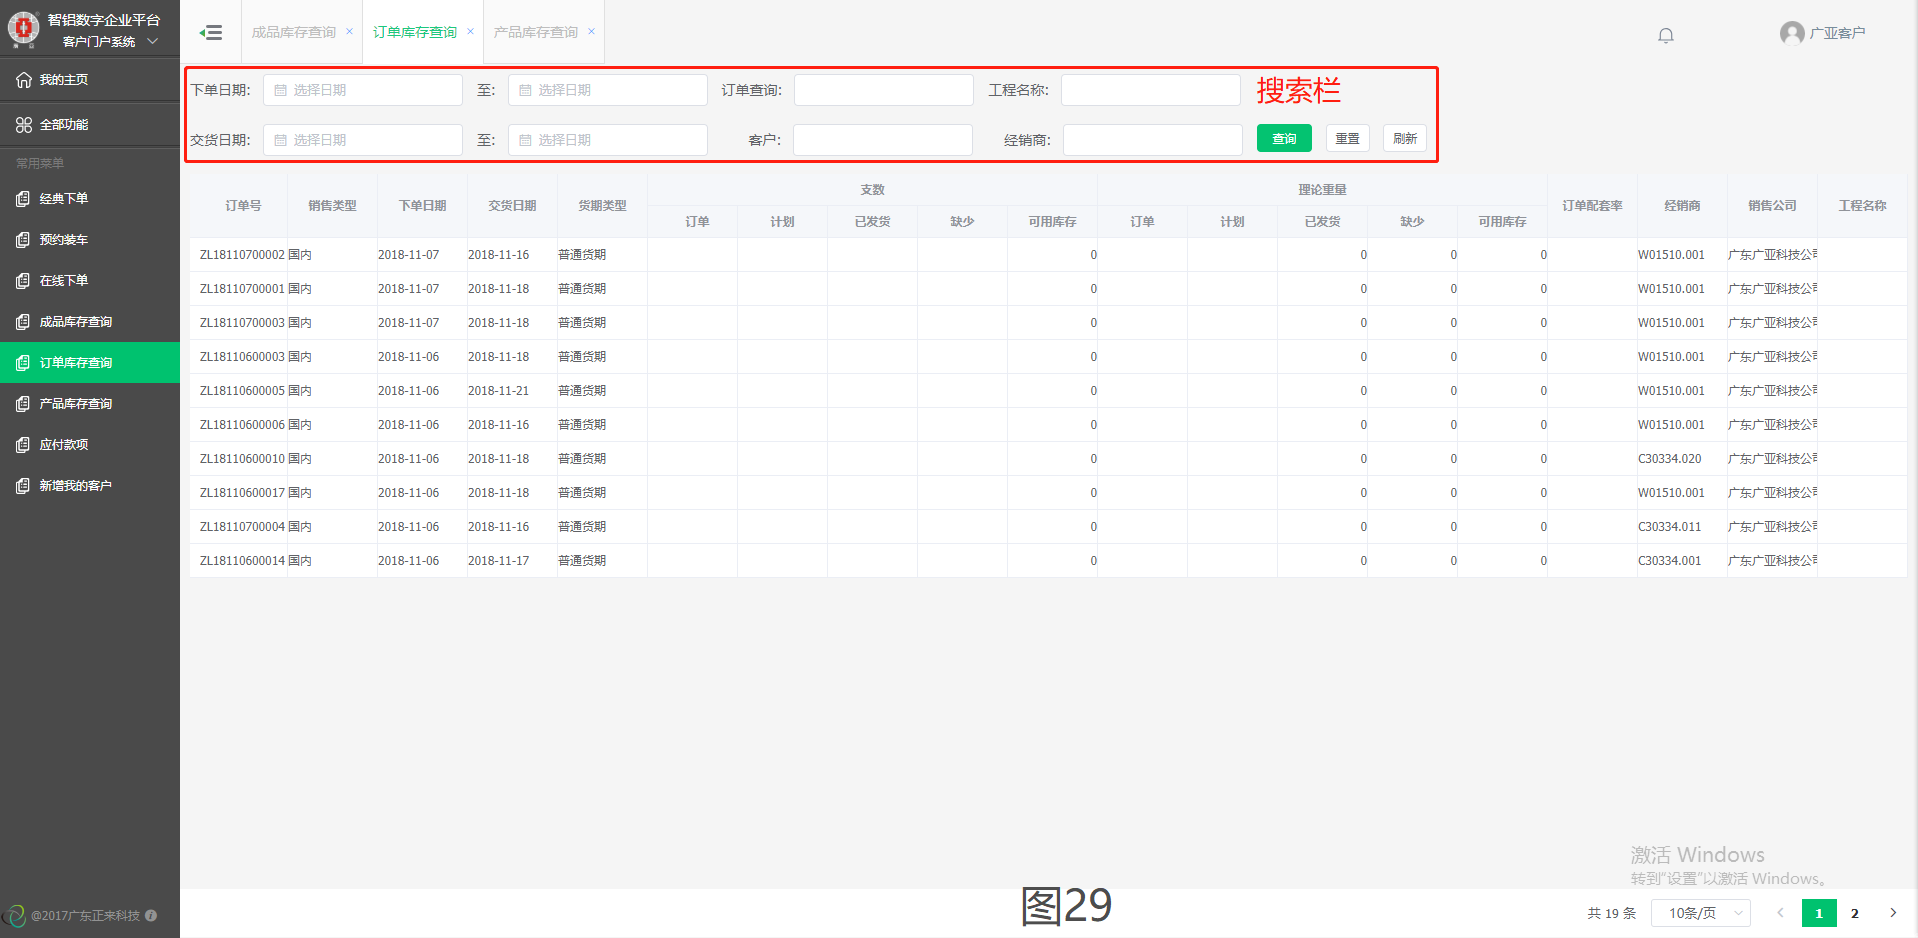 智铝数字企业平台
客户门户系统
我的主页
全部功能
常用菜单
经典下单
预约装车
在线下单
成品库存查询
订单库存查询
产品库存查询
应付款项
新增我的客户
@2017广东正来科技
成品库存查询 × 订单库存查询 × 产品库存查询 ×
广亚客户
下单日期: 选择日期 至: 选择日期 订单查询: 工程名称: 搜索栏
交货日期: 选择日期 至: 选择日期 客户: 经销商: 查询 重置 刷新
订单号 销售类型 下单日期 交货日期 货期类型 支数 理论重量 订单配套率 经销商 销售公司 工程名称
订单 计划 已发货 缺少 可用库存 订单 计划 已发货 缺少 可用库存
ZL18110700002 国内 2018-11-07 2018-11-16 普通货期 0 0 0 0 W01510.001 广东广亚科技公司
ZL18110700001 国内 2018-11-07 2018-11-18 普通货期 0 0 0 0 W01510.001 广东广亚科技公司
ZL18110700003 国内 2018-11-07 2018-11-18 普通货期 0 0 0 0 W01510.001 广东广亚科技公司
ZL18110600003 国内 2018-11-06 2018-11-18 普通货期 0 0 0 0 W01510.001 广东广亚科技公司
ZL18110600005 国内 2018-11-06 2018-11-21 普通货期 0 0 0 0 W01510.001 广东广亚科技公司
ZL18110600006 国内 2018-11-06 2018-11-16 普通货期 0 0 0 0 W01510.001 广东广亚科技公司
ZL18110600010 国内 2018-11-06 2018-11-18 普通货期 0 0 0 0 C30334.020 广东广亚科技公司
ZL18110600017 国内 2018-11-06 2018-11-18 普通货期 0 0 0 0 W01510.001 广东广亚科技公司
ZL18110700004 国内 2018-11-06 2018-11-16 普通货期 0 0 0 0 C30334.011 广东广亚科技公司
ZL18110600014 国内 2018-11-06 2018-11-17 普通货期 0 0 0 0 C30334.001 广东广亚科技公司
激活 Windows
转到“设置”以激活 Windows。
图29
共 19 条 10条/页 < 1 2 >